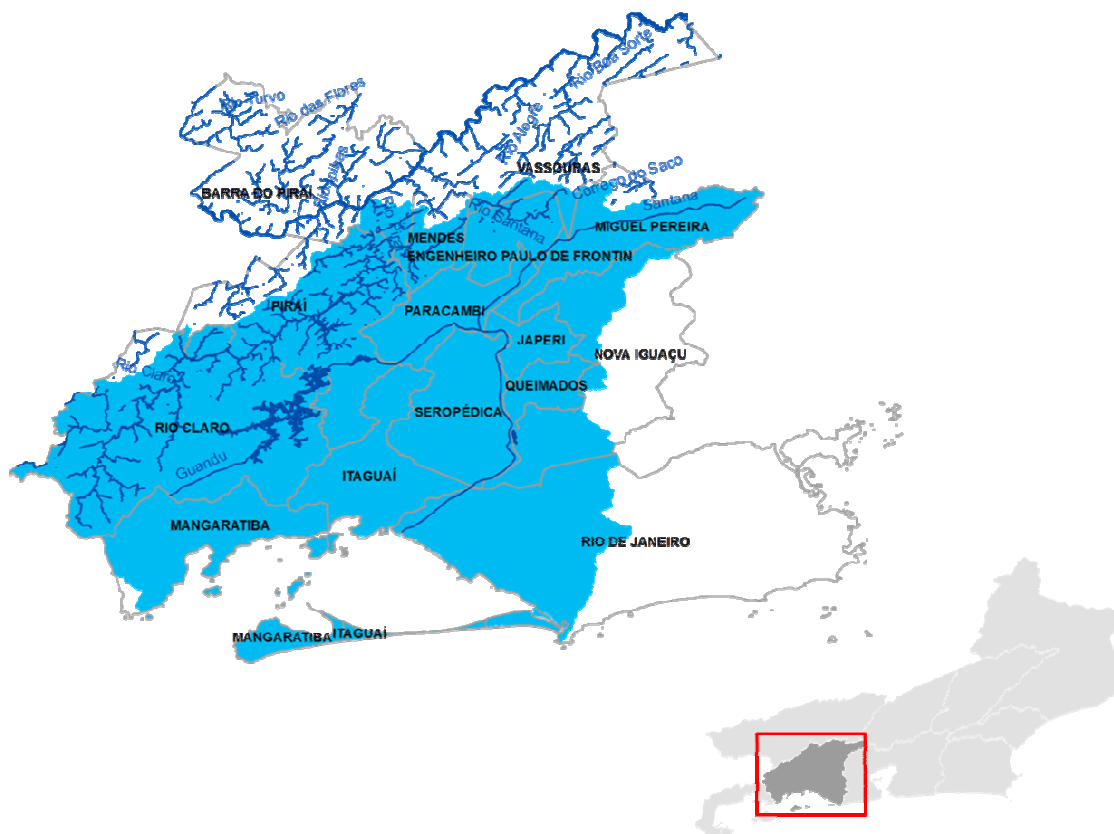 Rio Boa Sorte
Rio Turvo
Rio das Flores
Rio Alegre
VASSOURAS
Córrego do Saco
BARRA DO PIRAÍ
Santana
Rio Santana
MIGUEL PEREIRA
MENDES
ENGENHEIRO PAULO DE FRONTIN
PIRAÍ
PARACAMBI
JAPERI
NOVA IGUAÇU
Rio Claro
QUEIMADOS
SEROPÉDICA
RIO CLARO
Guandu
ITAGUAÍ
MANGARATIBA
RIO DE JANEIRO
MANGARATIBA
ITAGUAÍ